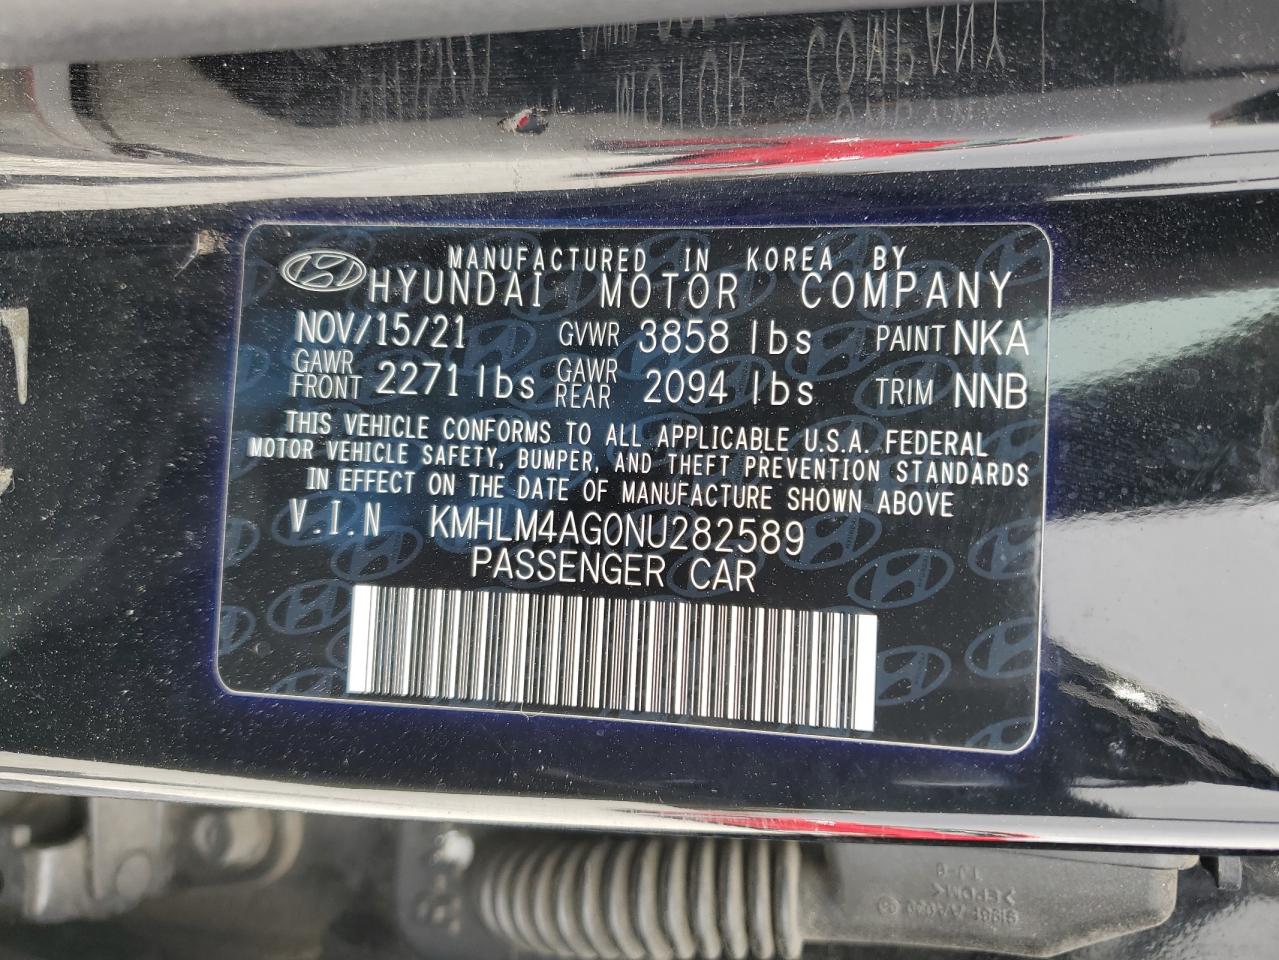 MANUFACTURED IN KOREA BY
HYUNDAI MOTOR COMPANY
NOV/15/21 GVWR 3858 lbs PAINT NKA
GAWR FRONT 2271 lbs GAWR REAR 2094 lbs TRIM NNB
THIS VEHICLE CONFORMS TO ALL APPLICABLE U.S.A. FEDERAL
MOTOR VEHICLE SAFETY, BUMPER, AND THEFT PREVENTION STANDARDS
IN EFFECT ON THE DATE OF MANUFACTURE SHOWN ABOVE
V.I.N KMHLM4AG0NU282589
PASSENGER CAR